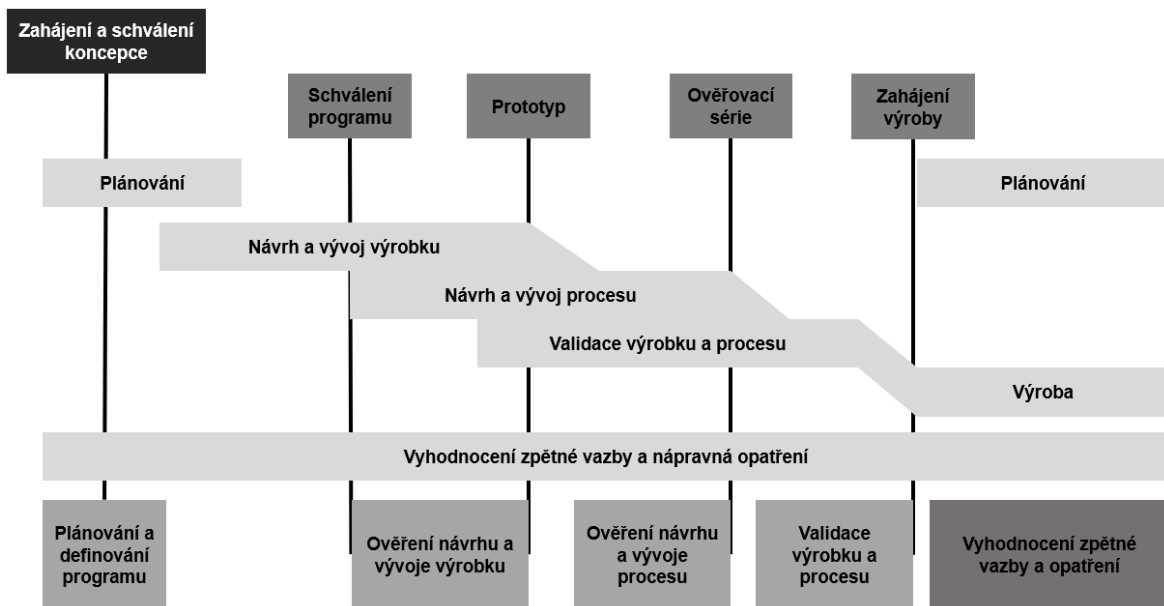 Zahájení a schválení
koncepce
Schválení
programu
Prototyp
Ověřovací
série
Zahájení
výroby
Plánování
Plánování
Návrh a vývoj výrobku
Návrh a vývoj procesu
Validace výrobku a procesu
Výroba
Vyhodnocení zpětné vazby a nápravná opatření
Plánování a
definování
programu
Ověření návrhu a
vývoje výrobku
Ověření návrhu
a vývoje
procesu
Validace
výrobku a
procesu
Vyhodnocení zpětné
vazby a opatření